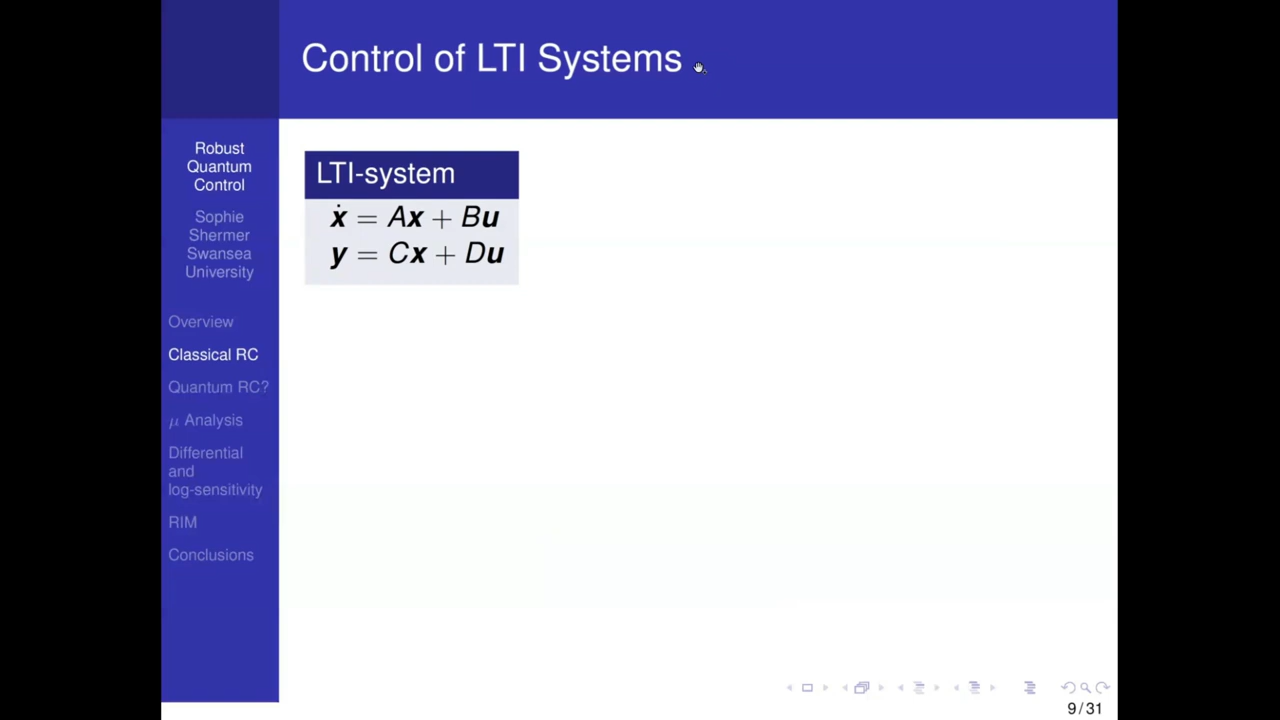 Control of LTI Systems
Robust
Quantum
Control
Sophie
Shermer
Swansea
University
Overview
Classical RC
Quantum RC?
μ Analysis
Differential
and
log-sensitivity
RIM
Conclusions
LTI-system
ẋ = Ax + Bu
y = Cx + Du
9/31